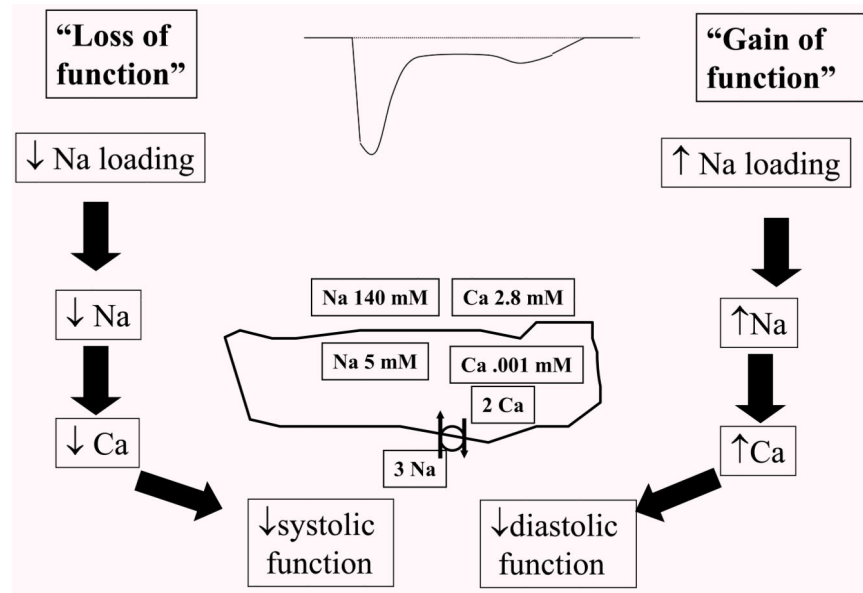 “Loss of
function”
↓ Na loading
↓ Na
↓ Ca
↓systolic
function
Na 140 mM
Ca 2.8 mM
Na 5 mM
Ca .001 mM
2 Ca
3 Na
“Gain of
function”
↑ Na loading
↑Na
↑Ca
↓diastolic
function